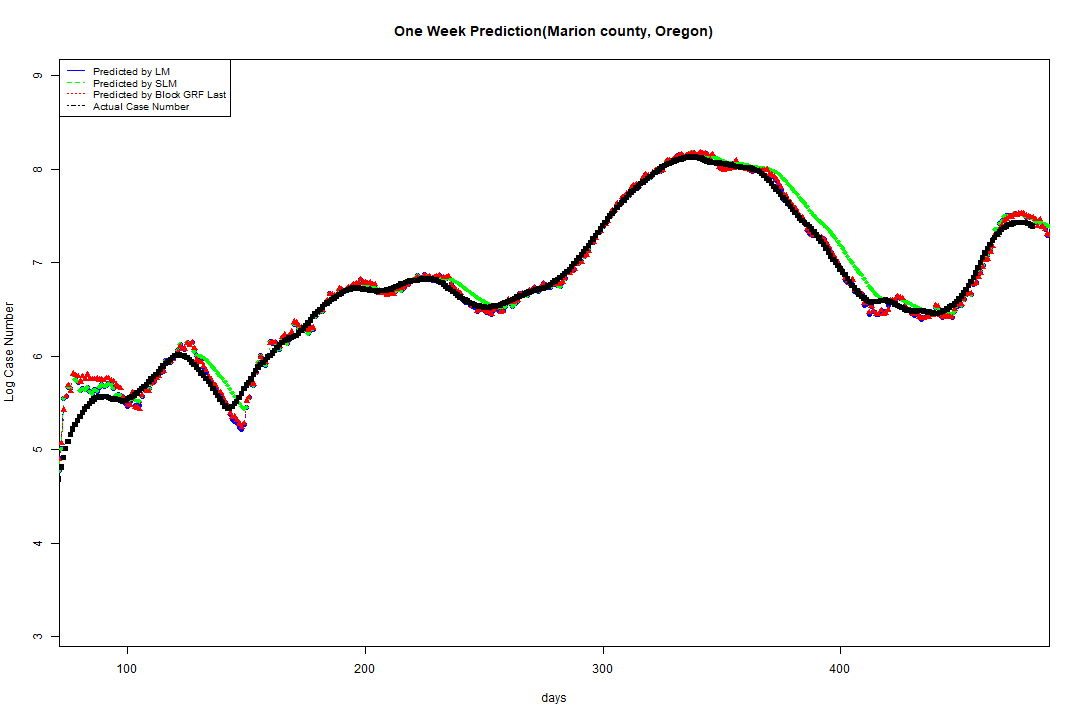 One Week Prediction(Marion county, Oregon)
Predicted by LM
Predicted by SLM
Predicted by Block GRF Last
Actual Case Number
9
8
7
6
5
4
3
Log Case Number
100
200
300
400
days